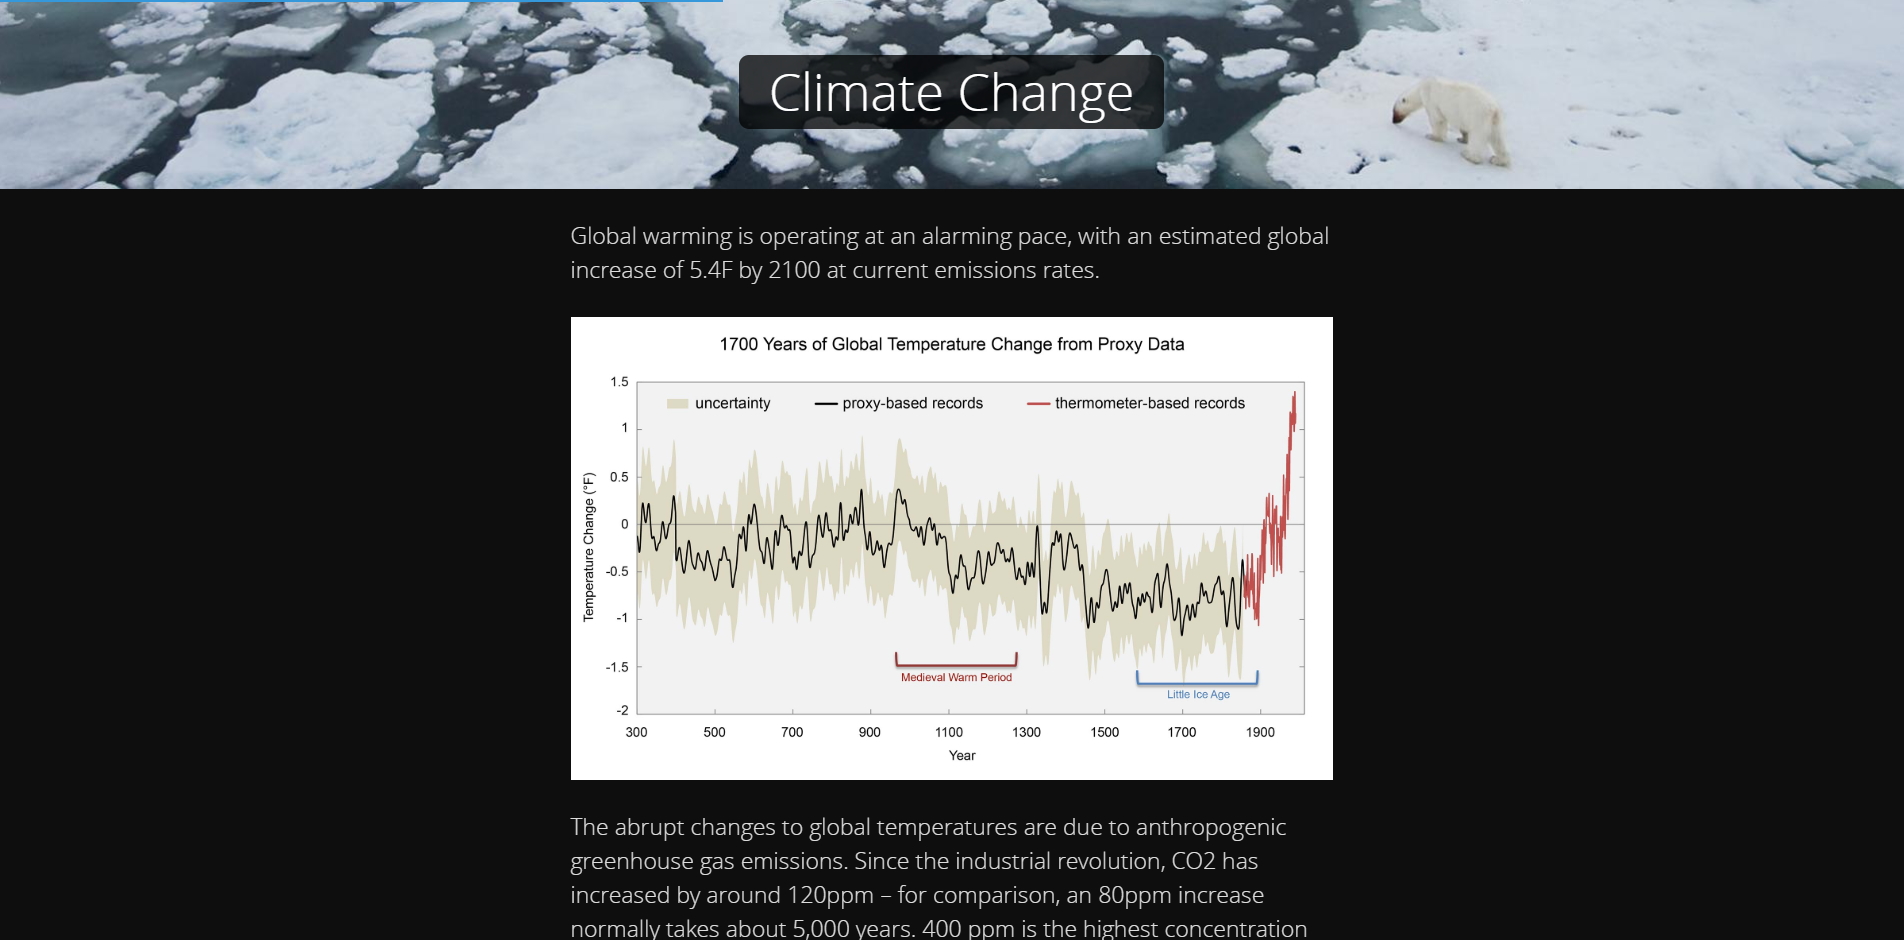 Climate Change
Global warming is operating at an alarming pace, with an estimated global
increase of 5.4F by 2100 at current emissions rates.
1700 Years of Global Temperature Change from Proxy Data
1.5
1
0.5
0
-0.5
-1
-1.5
-2
Temperature Change (°F)
uncertainty
proxy-based records
thermometer-based records
Medieval Warm Period
Little Ice Age
300 500 700 900 1100 1300 1500 1700 1900
Year
The abrupt changes to global temperatures are due to anthropogenic
greenhouse gas emissions. Since the industrial revolution, CO2 has
increased by around 120ppm – for comparison, an 80ppm increase
normally takes about 5,000 years. 400 ppm is the highest concentration